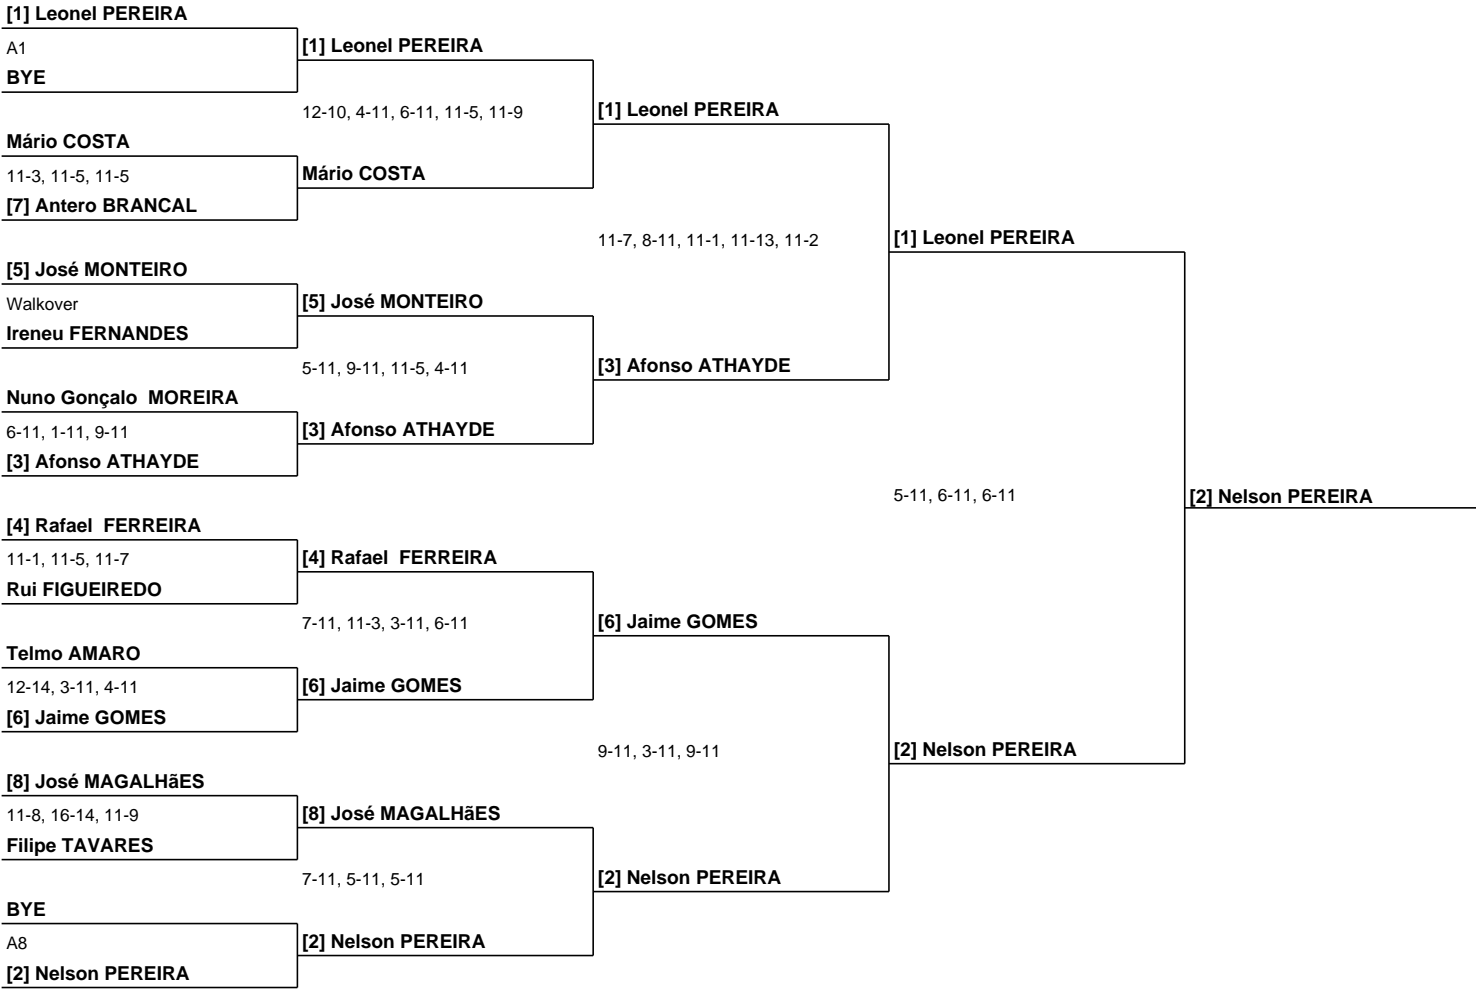 [1] Leonel PEREIRA
A1
BYE
Mário COSTA
11-3, 11-5, 11-5
[7] Antero BRANCAL
[5] José MONTEIRO
Walkover
Ireneu FERNANDES
Nuno Gonçalo  MOREIRA
6-11, 1-11, 9-11
[3] Afonso ATHAYDE
[4] Rafael  FERREIRA
11-1, 11-5, 11-7
Rui FIGUEIREDO
Telmo AMARO
12-14, 3-11, 4-11
[6] Jaime GOMES
[8] José MAGALHãES
11-8, 16-14, 11-9
Filipe TAVARES
BYE
A8
[2] Nelson PEREIRA
[1] Leonel PEREIRA
12-10, 4-11, 6-11, 11-5, 11-9
Mário COSTA
[5] José MONTEIRO
5-11, 9-11, 11-5, 4-11
[3] Afonso ATHAYDE
[4] Rafael  FERREIRA
7-11, 11-3, 3-11, 6-11
[6] Jaime GOMES
[8] José MAGALHãES
7-11, 5-11, 5-11
[2] Nelson PEREIRA
[1] Leonel PEREIRA
11-7, 8-11, 11-1, 11-13, 11-2
[3] Afonso ATHAYDE
[6] Jaime GOMES
9-11, 3-11, 9-11
[2] Nelson PEREIRA
[1] Leonel PEREIRA
5-11, 6-11, 6-11
[2] Nelson PEREIRA
[2] Nelson PEREIRA